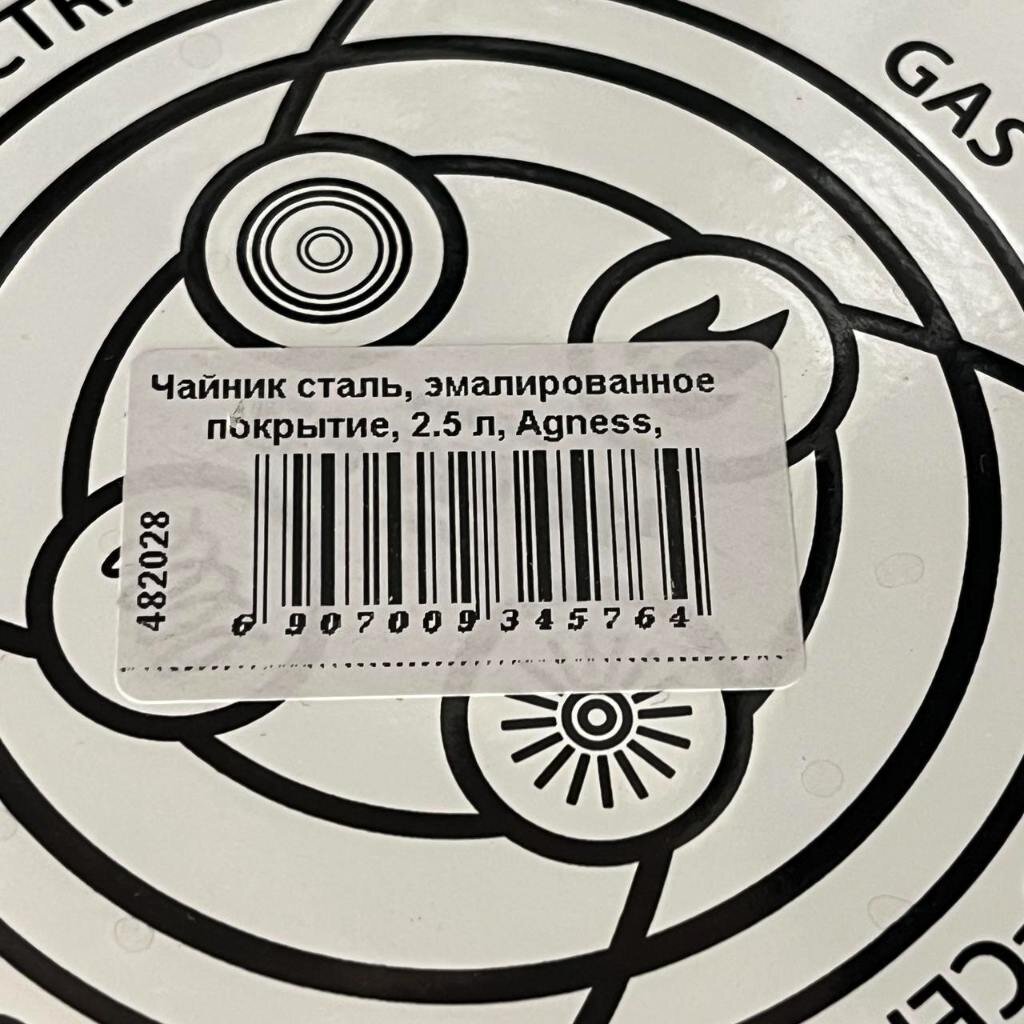 GAS
Чайник сталь, эмалированное
покрытие, 2.5 л, Agness,
482028
6 907009 345764